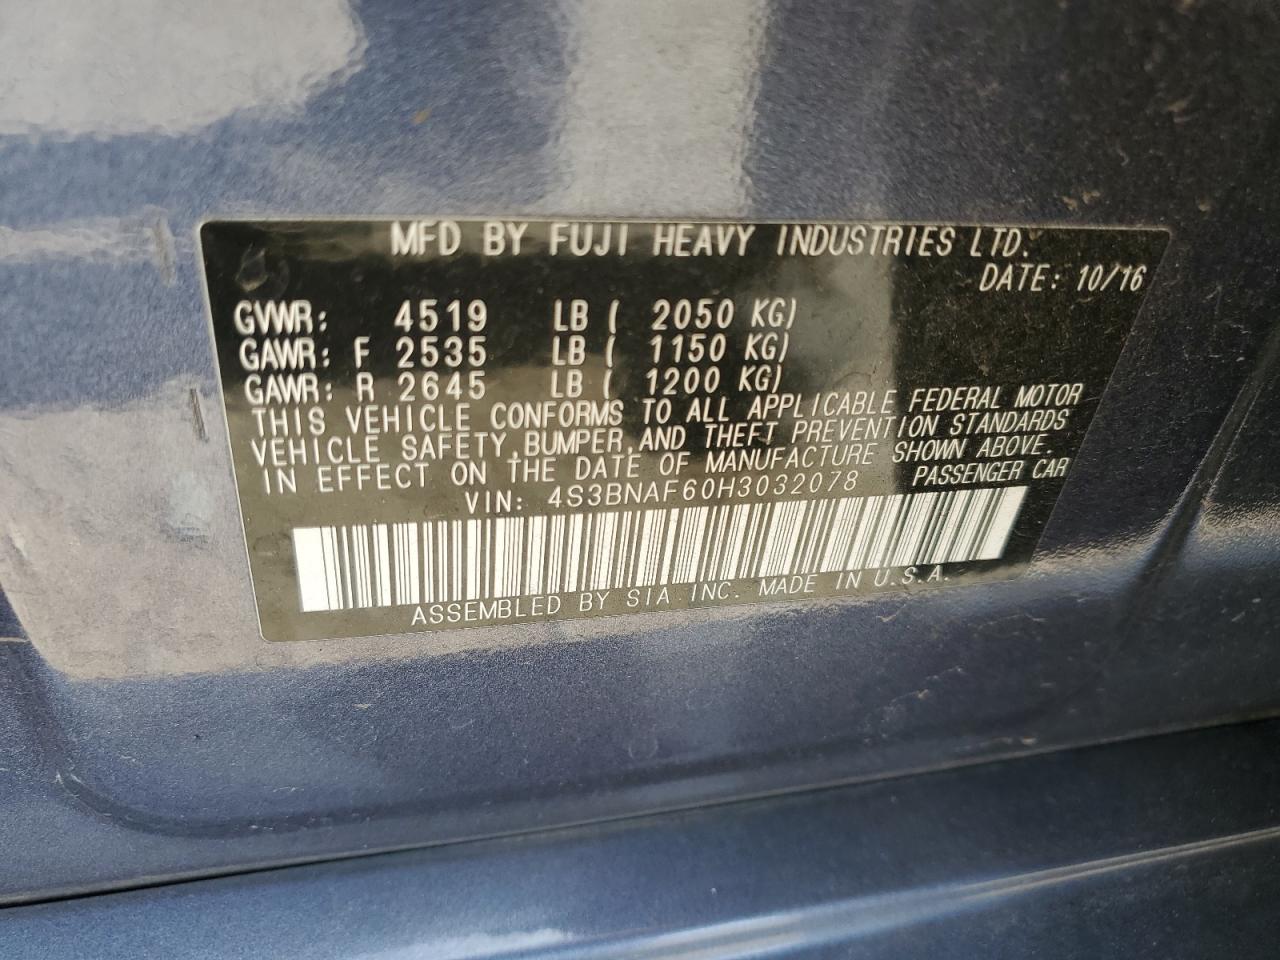 MFD BY FUJI HEAVY INDUSTRIES LTD.
DATE: 10/16
GVWR: 4519 LB ( 2050 KG)
GAWR: F 2535 LB ( 1150 KG)
GAWR: R 2645 LB ( 1200 KG)
THIS VEHICLE CONFORMS TO ALL APPLICABLE FEDERAL MOTOR
VEHICLE SAFETY, BUMPER, AND THEFT PREVENTION STANDARDS
IN EFFECT ON THE DATE OF MANUFACTURE SHOWN ABOVE.
VIN: 4S3BNAF60H3032078 PASSENGER CAR
ASSEMBLED BY SIA INC. MADE IN U.S.A.